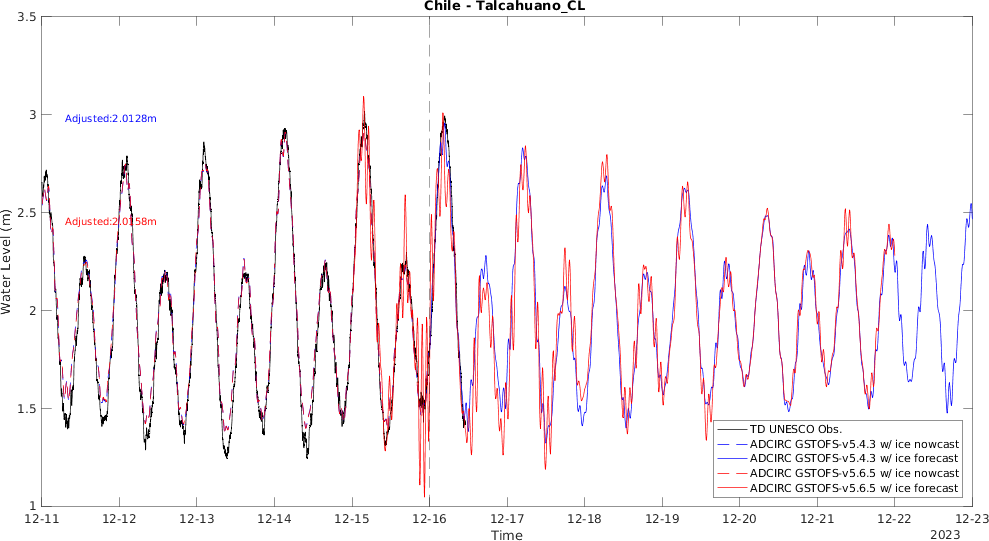 Chile - Talcahuano_CL
3.5
3
2.5
2
1.5
1
Water Level (m)
Adjusted:2.0128m
Adjusted:2.0158m
TD UNESCO Obs.
ADCIRC GSTOFS-v5.4.3 w/ ice nowcast
ADCIRC GSTOFS-v5.4.3 w/ ice forecast
ADCIRC GSTOFS-v5.6.5 w/ ice nowcast
ADCIRC GSTOFS-v5.6.5 w/ ice forecast
12-11 12-12 12-13 12-14 12-15 12-16 12-17 12-18 12-19 12-20 12-21 12-22 12-23
Time
2023